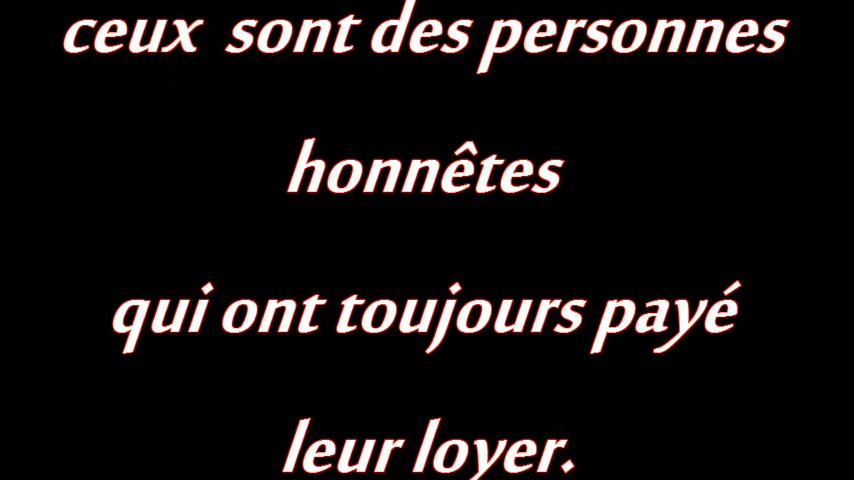 ceux sont des personnes
honnêtes
qui ont toujours payé
leur loyer.